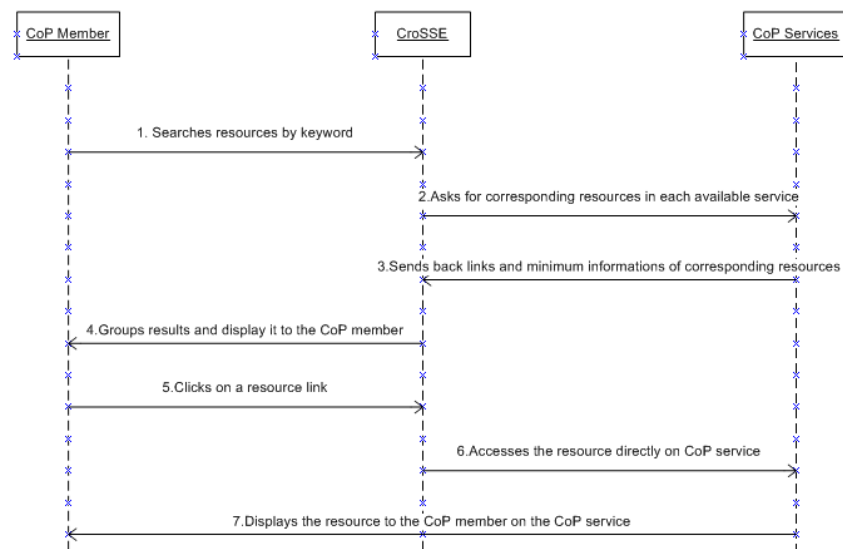 CoP Member
CroSSE
CoP Services
1. Searches resources by keyword
2.Asks for corresponding resources in each available service
3.Sends back links and minimum informations of corresponding resources
4.Groups results and display it to the CoP member
5.Clicks on a resource link
6.Accesses the resource directly on CoP service
7.Displays the resource to the CoP member on the CoP service